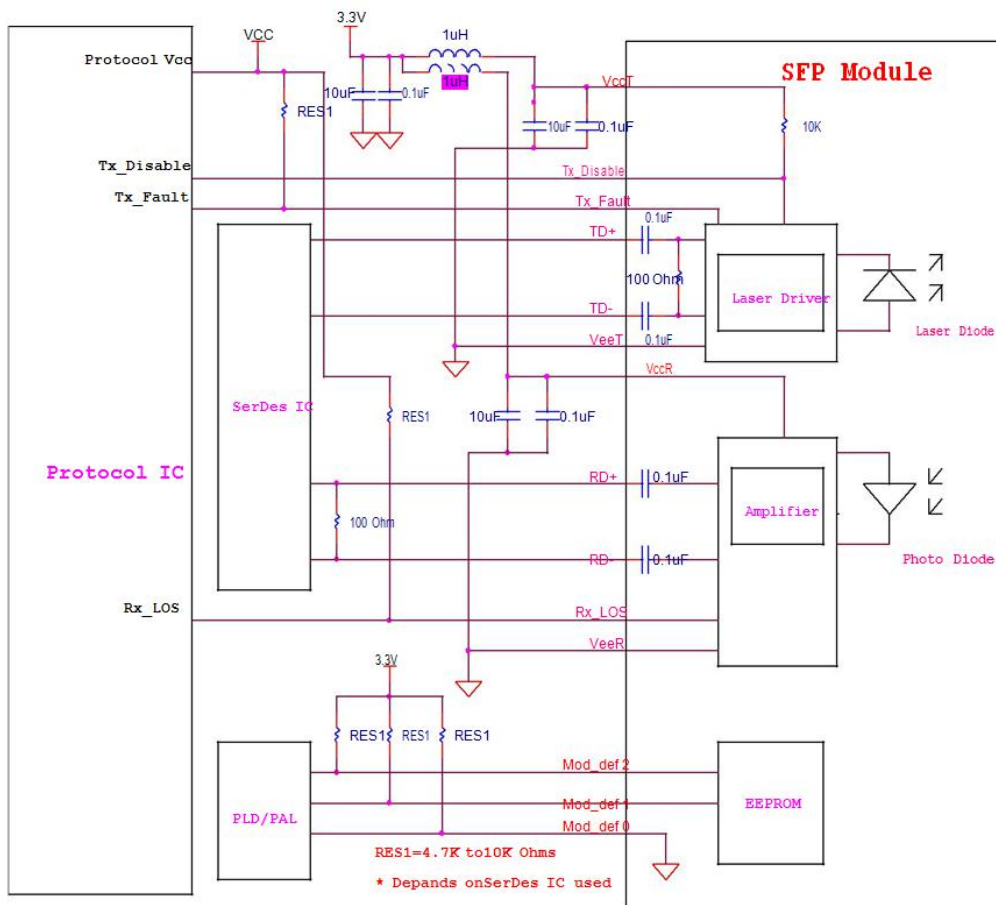 3.3V
VCC
1uH
Protocol Vcc
1uH
SFP Module
VccT
10uF
0.1uF
RES1
10uF
0.1uF
10K
Tx_Disable
Tx_Disable
Tx_Fault
Tx_Fault
0.1uF
TD+
100 Ohm
Laser Driver
TD-
Laser Diode
VeeT
0.1uF
VccR
SerDes IC
RES1
10uF
0.1uF
Protocol IC
RD+
0.1uF
100 Ohm
Amplifier
RD-
0.1uF
Photo Diode
Rx_LOS
Rx_LOS
VeeR
3.3V
RES1
RES1
RES1
Mod_def 2
Mod_def 1
EEPROM
PLD/PAL
Mod_def 0
RES1=4.7K to10K Ohms
* Depands onSerDes IC used